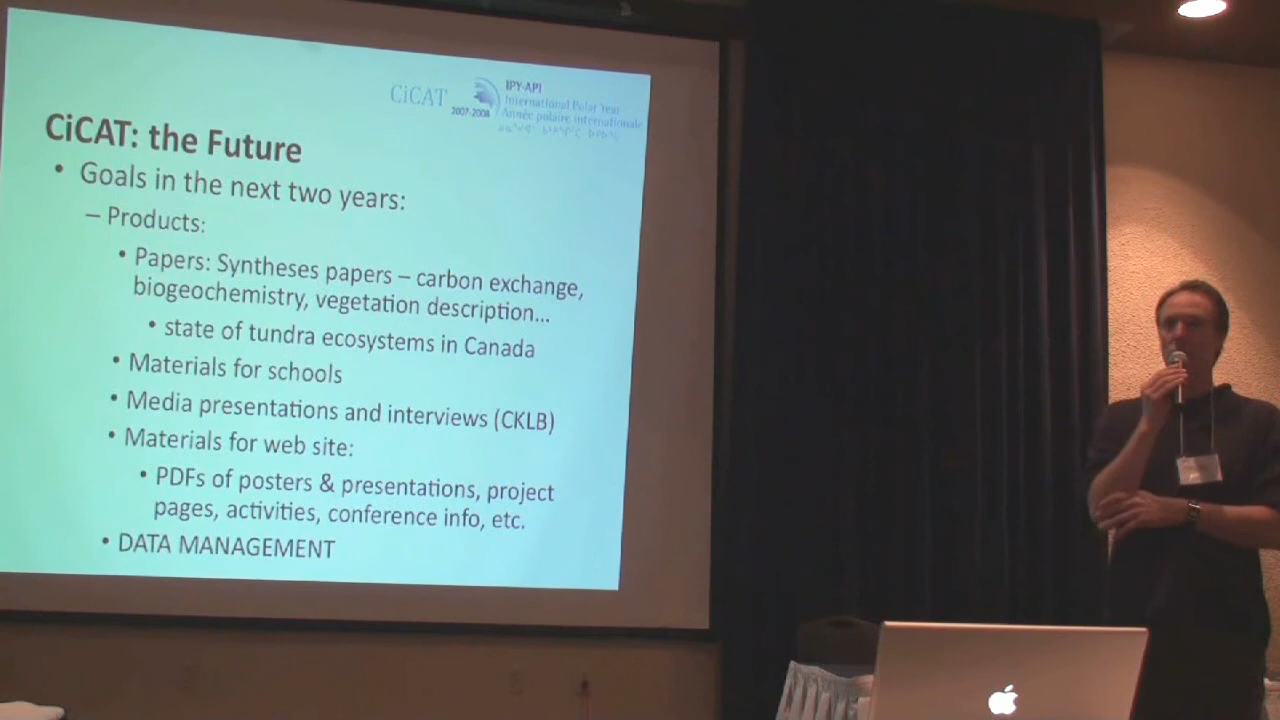 CiCAT
IPY-API
International Polar Year
2007-2008 Année polaire internationale
CiCAT: the Future
• Goals in the next two years:
– Products:
• Papers: Syntheses papers – carbon exchange,
biogeochemistry, vegetation description...
• state of tundra ecosystems in Canada
• Materials for schools
• Media presentations and interviews (CKLB)
• Materials for web site:
• PDFs of posters & presentations, project
pages, activities, conference info, etc.
• DATA MANAGEMENT